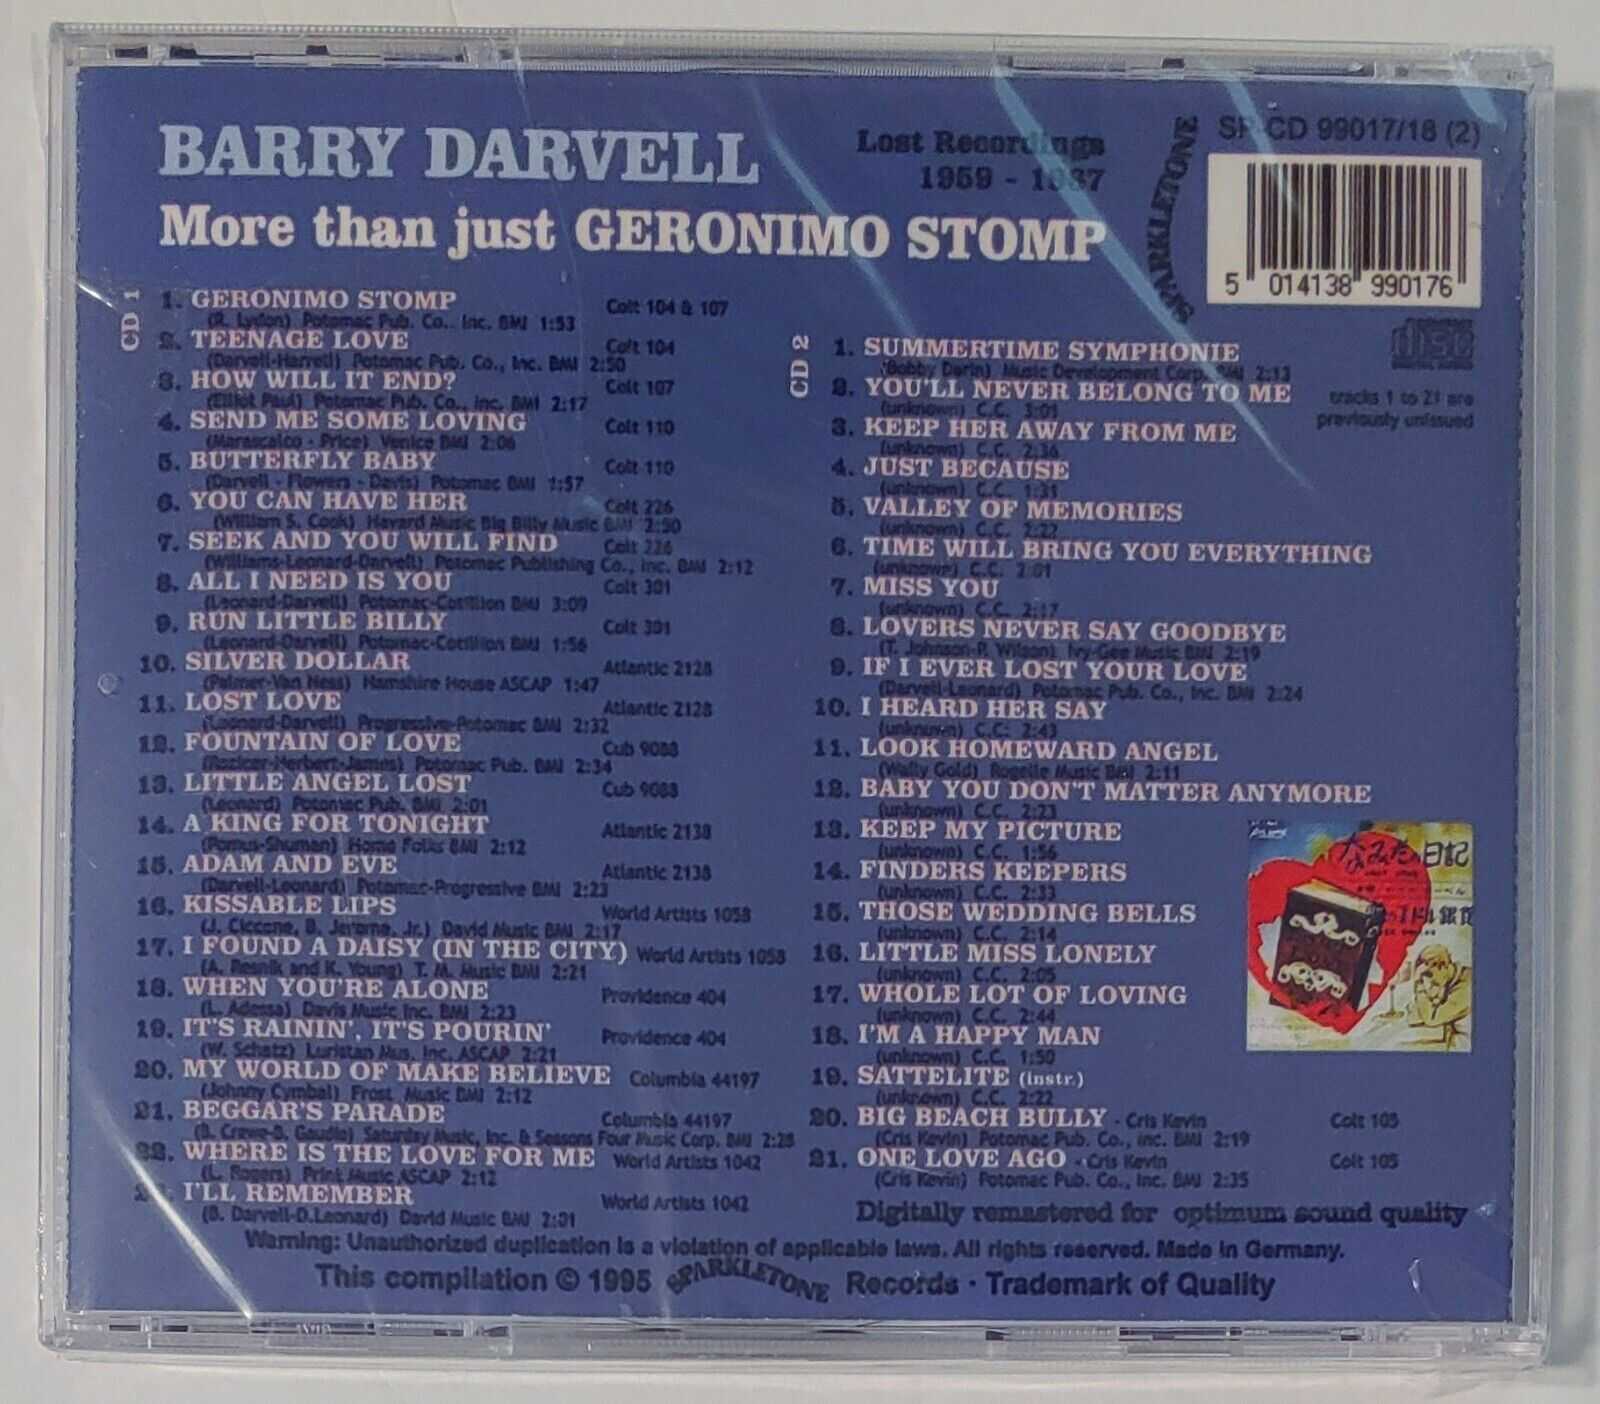 BARRY DARVELL
Lost Recordings
1959 - 1967
More than just GERONIMO STOMP
SPARKLETONE
SP-CD 99017/18 (2)
5 014138 990176
CD 1
1. GERONIMO STOMP Colt 104 & 107
(R. Lydon) Potomac Pub. Co., Inc. BMI 1:53
2. TEENAGE LOVE Colt 104
(Darvell-Harrell) Potomac Pub. Co., Inc. BMI 2:50
3. HOW WILL IT END? Colt 107
(Elliot Paul) Potomac Pub. Co., Inc. BMI 2:17
4. SEND ME SOME LOVING Colt 110
(Marascalco - Price) Venice BMI 2:06
5. BUTTERFLY BABY Colt 110
(Darvell - Flowers - Davis) Potomac BMI 1:57
6. YOU CAN HAVE HER Colt 226
(William S. Cook) Havard Music Big Billy Music BMI 2:50
7. SEEK AND YOU WILL FIND Colt 226
(Williams-Leonard-Darvell) Potomac Publishing Co., Inc. BMI 2:12
8. ALL I NEED IS YOU Colt 301
(Leonard-Darvell) Potomac-Cotillion BMI 3:09
9. RUN LITTLE BILLY Colt 301
(Leonard-Darvell) Potomac-Cotillion BMI 1:56
10. SILVER DOLLAR Atlantic 2128
(Palmer-Van Ness) Hamshire House ASCAP 1:47
11. LOST LOVE Atlantic 2128
(Leonard-Darvell) Progressive-Potomac BMI 2:32
12. FOUNTAIN OF LOVE Cub 9088
(Rozicer-Herbert-James) Potomac Pub. BMI 2:34
13. LITTLE ANGEL LOST Cub 9088
(Leonard) Potomac Pub. BMI 2:01
14. A KING FOR TONIGHT Atlantic 2138
(Pomus-Shuman) Home Folks BMI 2:12
15. ADAM AND EVE Atlantic 2138
(Darvell-Leonard) Potomac-Progressive BMI 2:23
16. KISSABLE LIPS World Artists 1058
(J. Ciccone, B. Jerome, Jr.) David Music BMI 2:17
17. I FOUND A DAISY (IN THE CITY) World Artists 1058
(A. Resnik and K. Young) T. M. Music BMI 2:21
18. WHEN YOU'RE ALONE Providence 404
(L. Adessa) Davis Music Inc. BMI 2:23
19. IT'S RAININ', IT'S POURIN' Providence 404
(W. Schatz) Luristan Mus. Inc. ASCAP 2:21
20. MY WORLD OF MAKE BELIEVE Columbia 44197
(Johnny Cymbal) Frost Music BMI 2:12
21. BEGGAR'S PARADE Columbia 44197
(B. Crewe-B. Gaudio) Saturday Music, Inc. & Seasons Four Music Corp. BMI 2:28
22. WHERE IS THE LOVE FOR ME World Artists 1042
(L. Rogers) Print Music ASCAP 2:12
I'LL REMEMBER World Artists 1042
(B. Darvell-D.Leonard) David Music BMI 2:01
CD 2
1. SUMMERTIME SYMPHONIE
(Bobby Darin) Music Development Corp. BMI 2:13
2. YOU'LL NEVER BELONG TO ME
(unknown) C.C. 3:01
3. KEEP HER AWAY FROM ME
(unknown) C.C. 2:36
4. JUST BECAUSE
(unknown) C.C. 1:31
5. VALLEY OF MEMORIES
(unknown) C.C. 2:22
6. TIME WILL BRING YOU EVERYTHING
(unknown) C.C. 2:01
7. MISS YOU
(unknown) C.C. 2:17
8. LOVERS NEVER SAY GOODBYE
(T. Johnson-P. Wilson) Ivy-Gee Music BMI 2:19
9. IF I EVER LOST YOUR LOVE
(Darvell-Leonard) Potomac Pub. Co., Inc. BMI 2:24
10. I HEARD HER SAY
(unknown) C.C: 2:43
11. LOOK HOMEWARD ANGEL
(Wally Gold) Rogelle Music BMI 2:11
12. BABY YOU DON'T MATTER ANYMORE
(unknown) C.C. 2:23
13. KEEP MY PICTURE
(unknown) C.C. 1:56
14. FINDERS KEEPERS
(unknown) C.C. 2:33
15. THOSE WEDDING BELLS
(unknown) C.C. 2:14
16. LITTLE MISS LONELY
(unknown) C.C. 2:05
17. WHOLE LOT OF LOVING
(unknown) C.C. 2:44
18. I'M A HAPPY MAN
(unknown) C.C. 1:50
19. SATTELITE (instr.)
(unknown) C.C. 2:22
20. BIG BEACH BULLY - Cris Kevin Colt 105
(Cris Kevin) Potomac Pub. Co., Inc. BMI 2:19
21. ONE LOVE AGO - Cris Kevin Colt 105
(Cris Kevin) Potomac Pub. Co., Inc. BMI 2:35
disc
tracks 1 to 21 are
previously unissued
日記
Digitally remastered for optimum sound quality
Warning: Unauthorized duplication is a violation of applicable laws. All rights reserved. Made in Germany.
This compilation © 1995 SPARKLETONE Records · Trademark of Quality